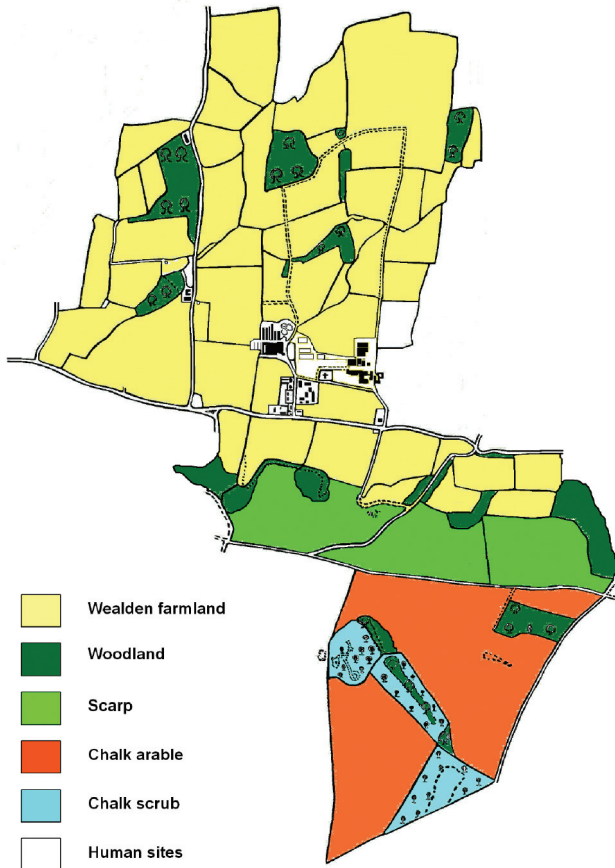 Wealden farmland
Woodland
Scarp
Chalk arable
Chalk scrub
Human sites